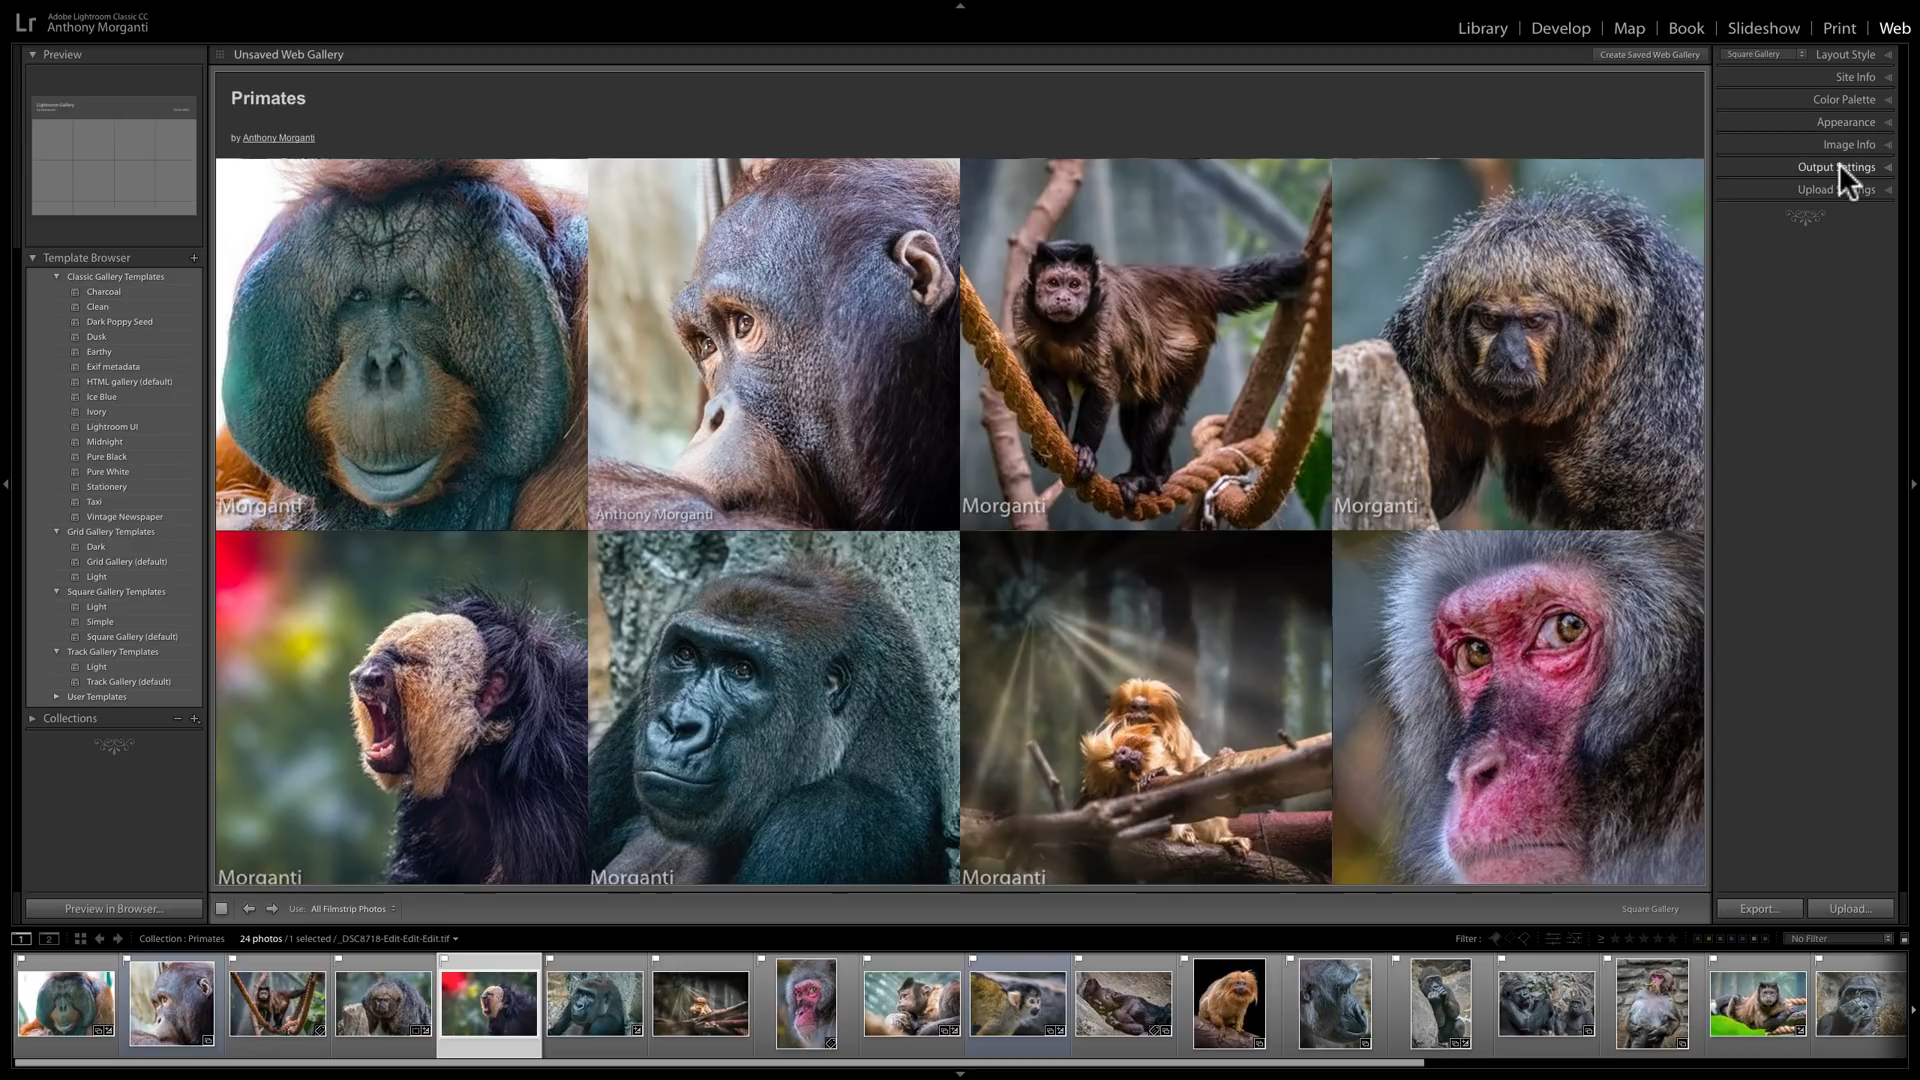 Lr Adobe Lightroom Classic CC
Anthony Morganti
Library | Develop | Map | Book | Slideshow | Print | Web
Preview
Unsaved Web Gallery
Create Saved Web Gallery
Square Gallery Layout Style
Site Info
Color Palette
Appearance
Image Info
Output Settings
Upload
Lightroom Gallery
Primates
by Anthony Morganti
Morganti
Anthony Morganti
Morganti
Morganti
Morganti
Morganti
Morganti
Template Browser
Classic Gallery Templates
Charcoal
Clean
Dark Poppy Seed
Dusk
Earthy
Exif metadata
HTML gallery (default)
Ice Blue
Ivory
Lightroom UI
Midnight
Pure Black
Pure White
Stationery
Taxi
Vintage Newspaper
Grid Gallery Templates
Dark
Grid Gallery (default)
Light
Square Gallery Templates
Light
Simple
Square Gallery (default)
Track Gallery Templates
Light
Track Gallery (default)
User Templates
Collections
Preview in Browser...
Use: All Filmstrip Photos
Square Gallery
Export...
Upload...
1 2 Collection : Primates 24 photos / 1 selected / _DSC8718-Edit-Edit-Edit.tif
Filter :
No Filter